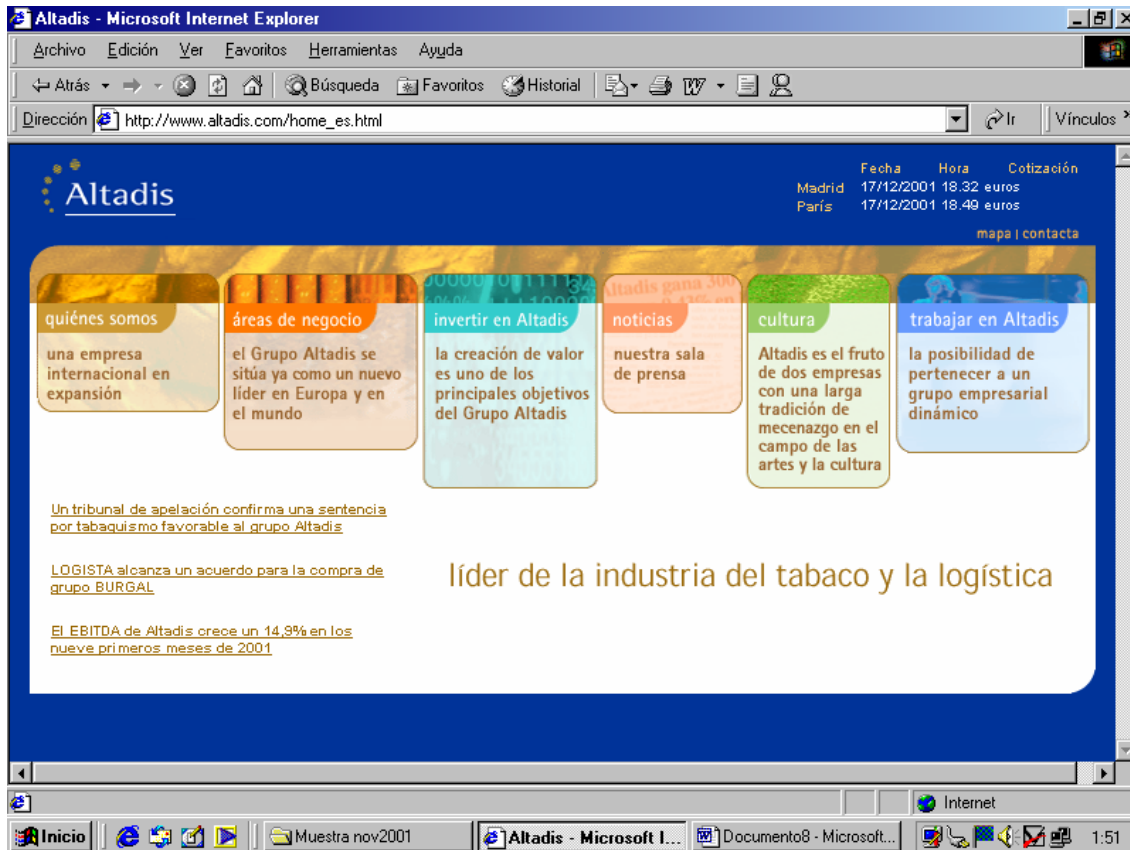 Altadis - Microsoft Internet Explorer
Archivo Edición Ver Favoritos Herramientas Ayuda
Atrás Búsqueda Favoritos Historial
Dirección http://www.altadis.com/home_es.html Ir Vínculos
Altadis
Fecha Hora Cotización
Madrid 17/12/2001 18.32 euros
París 17/12/2001 18.49 euros
mapa | contacta
quiénes somos
una empresa
internacional en
expansión
áreas de negocio
el Grupo Altadis se
sitúa ya como un nuevo
líder en Europa y en
el mundo
invertir en Altadis
la creación de valor
es uno de los
principales objetivos
del Grupo Altadis
Altadis gana 300
noticias
nuestra sala
de prensa
cultura
Altadis es el fruto
de dos empresas
con una larga
tradición de
mecenazgo en el
campo de las
artes y la cultura
trabajar en Altadis
la posibilidad de
pertenecer a un
grupo empresarial
dinámico
Un tribunal de apelación confirma una sentencia
por tabaquismo favorable al grupo Altadis
LOGISTA alcanza un acuerdo para la compra de
grupo BURGAL
El EBITDA de Altadis crece un 14,9% en los
nueve primeros meses de 2001
líder de la industria del tabaco y la logística
Internet
Inicio Muestra nov2001 Altadis - Microsoft I... Documento8 - Microsoft... 1:51